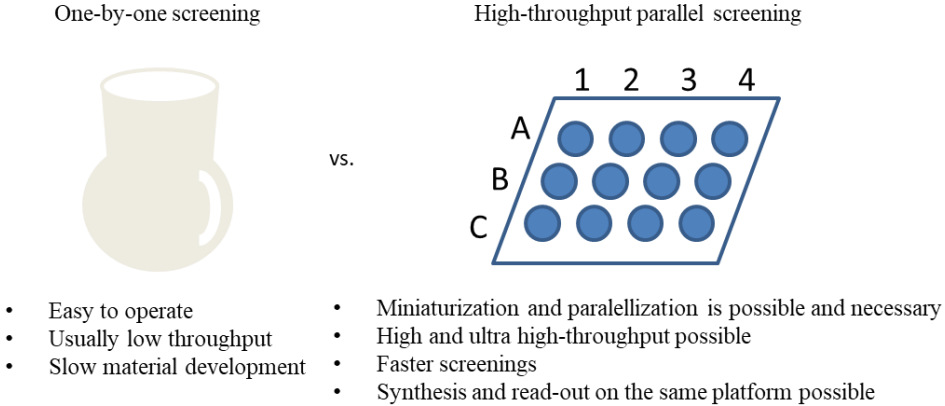 One-by-one screening
High-throughput parallel screening
1 2 3 4
A
B
C
vs.
• Easy to operate
• Usually low throughput
• Slow material development
• Miniaturization and paralellization is possible and necessary
• High and ultra high-throughput possible
• Faster screenings
• Synthesis and read-out on the same platform possible